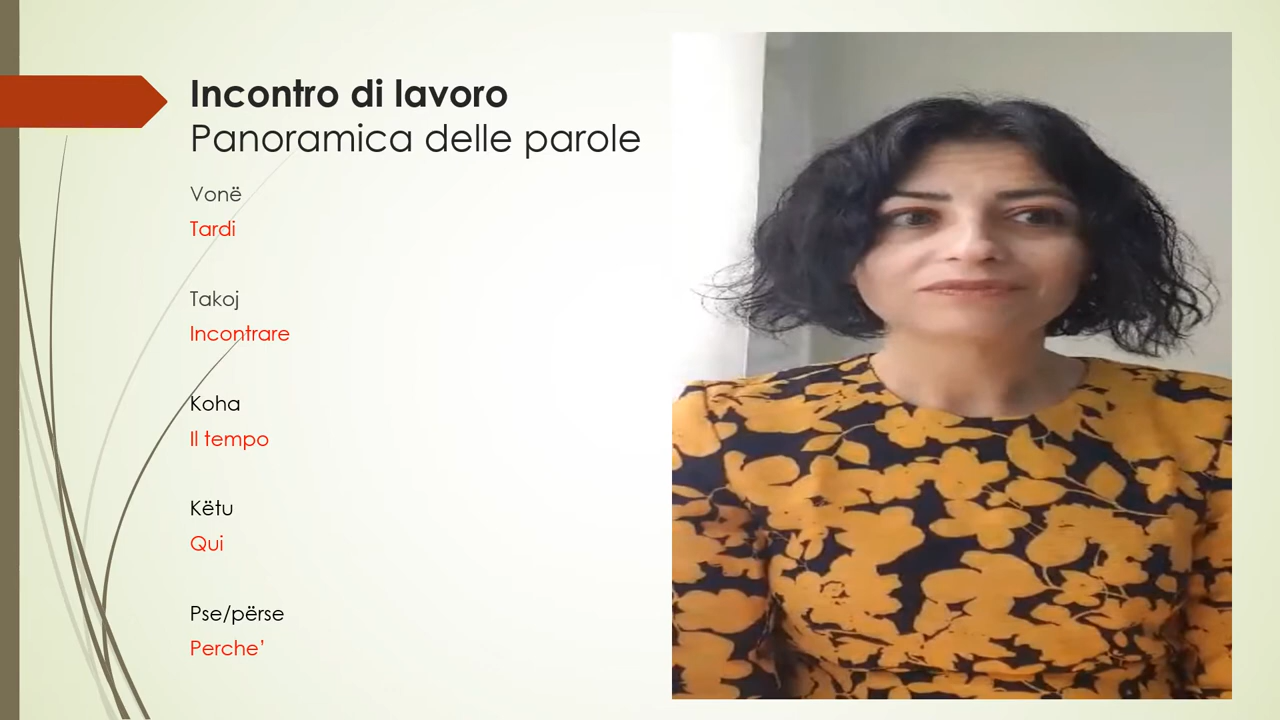 Incontro di lavoro
Panoramica delle parole
Vonë
Tardi
Takoj
Incontrare
Koha
Il tempo
Këtu
Qui
Pse/përse
Perche'